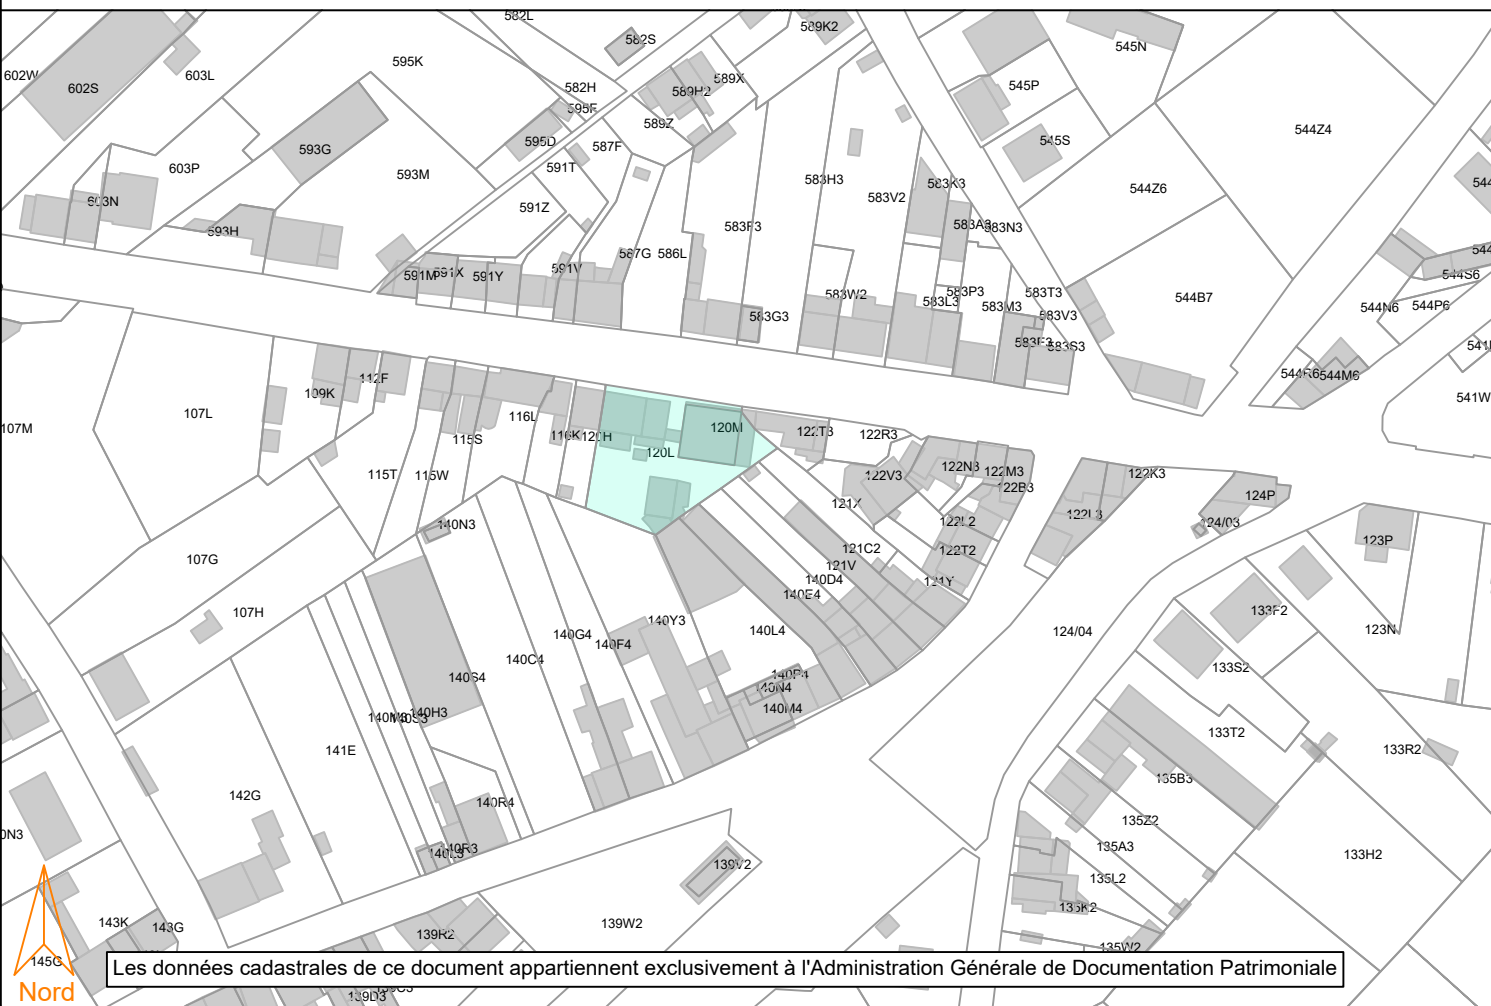 582L
589K2
582S
545N
595K
602W
603L
602S
582H
589X
589H2
545P
595F
589Z
544Z4
595D
587F
545S
593G
603P
591T
593M
583H3
583K3
544Z6
583V2
603N
591Z
583F3
583A3
583N3
593H
587G
586L
591V
591M
591X
591Y
544S6
583W2
583L3
583P3
583M3
583T3
544B7
544N6
544P6
583G3
583V3
583S3
544R6
544M6
541W
109K
112F
107L
107M
116L
115S
116K
120H
120M
120L
122T3
122R3
115T
115W
122V3
122N3
122M3
122B3
122K3
124P
121X
122L3
122L2
124/03
140N3
123P
121C2
122T2
121V
107G
140D4
121Y
140E4
107H
133F2
140Y3
140L4
124/04
123N
140G4
140F4
140C4
133S2
140S4
140P4
140N4
140M4
140H3
141E
133T2
133R2
135B3
142G
140R4
135Z2
135A3
140R3
133H2
139V2
135L2
135K2
143K
143G
139W2
139R2
135W2
145G
Les données cadastrales de ce document appartiennent exclusivement à l'Administration Générale de Documentation Patrimoniale
Nord
139D3